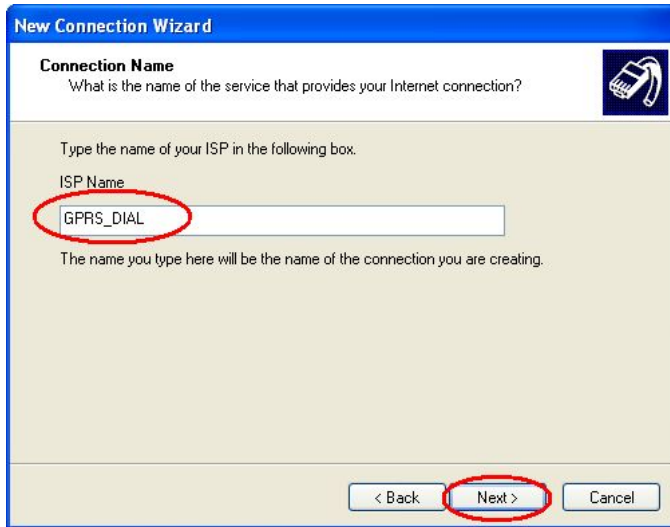 New Connection Wizard
Connection Name
What is the name of the service that provides your Internet connection?
Type the name of your ISP in the following box.
ISP Name
GPRS_DIAL
The name you type here will be the name of the connection you are creating.
< Back Next > Cancel